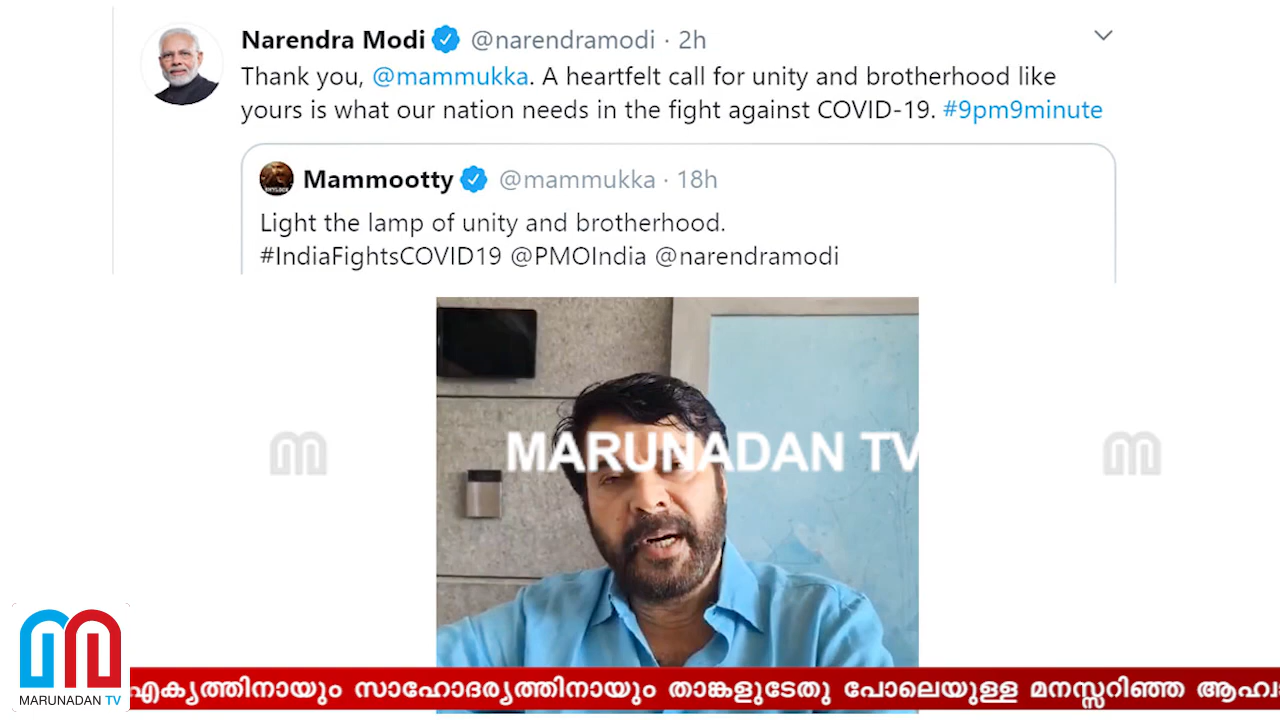 Narendra Modi @narendramodi · 2h
Thank you, @mammukka. A heartfelt call for unity and brotherhood like
yours is what our nation needs in the fight against COVID-19. #9pm9minute
Mammootty @mammukka · 18h
Light the lamp of unity and brotherhood.
#IndiaFightsCOVID19 @PMOIndia @narendramodi
MARUNADAN TV
MARUNADAN TV
എക്യത്തിനായും സാഹോദര്യത്തിനായും താങ്കളുടേതു പോലെയുള്ള മനസ്സറിഞ്ഞ